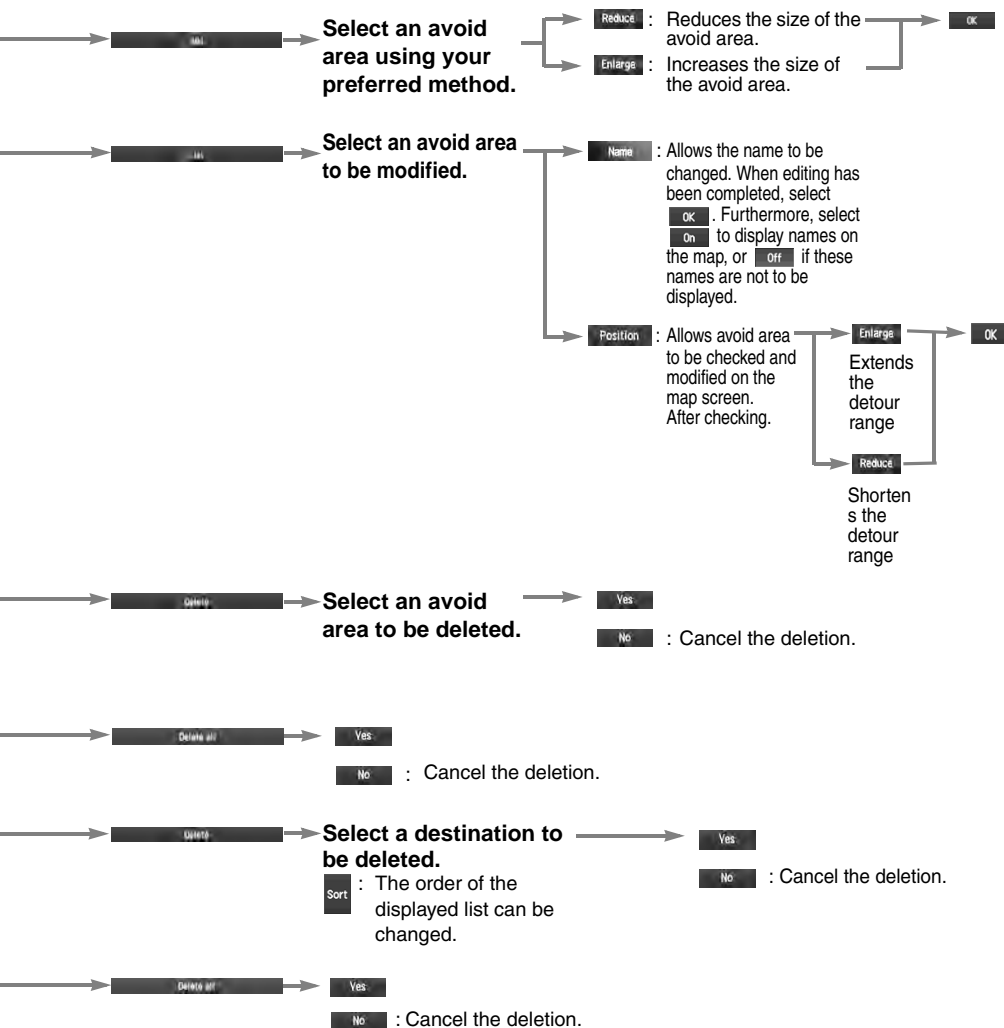 Select an avoid
area using your
preferred method.
Reduce : Reduces the size of the
avoid area.
Enlarge : Increases the size of
the avoid area.
OK
Select an avoid area
to be modified.
Name : Allows the name to be
changed. When editing has
been completed, select
OK . Furthermore, select
On to display names on
the map, or Off if these
names are not to be
displayed.
Position : Allows avoid area
to be checked and
modified on the
map screen.
After checking.
Enlarge
Extends
the
detour
range
OK
Reduce
Shorten
s the
detour
range
Delete
Select an avoid
area to be deleted.
Yes
No : Cancel the deletion.
Delete all
Yes
No : Cancel the deletion.
Delete
Select a destination to
be deleted.
Sort : The order of the
displayed list can be
changed.
Yes
No : Cancel the deletion.
Delete all
Yes
No : Cancel the deletion.